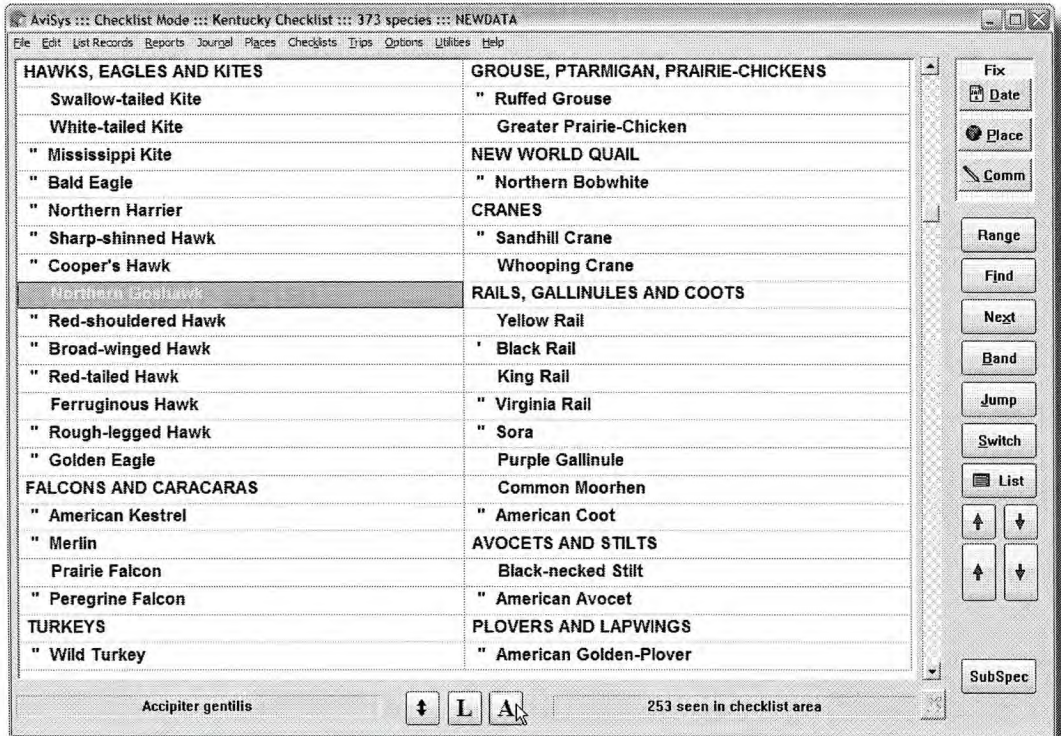 AviSys ::: Checklist Mode ::: Kentucky Checklist ::: 373 species ::: NEWDATA
File Edit List Records Reports Journal Places Checklists Trips Options Utilities Help
HAWKS, EAGLES AND KITES
Swallow-tailed Kite
White-tailed Kite
" Mississippi Kite
" Bald Eagle
" Northern Harrier
" Sharp-shinned Hawk
" Cooper's Hawk
Northern Goshawk
" Red-shouldered Hawk
" Broad-winged Hawk
" Red-tailed Hawk
Ferruginous Hawk
" Rough-legged Hawk
" Golden Eagle
FALCONS AND CARACARAS
" American Kestrel
" Merlin
Prairie Falcon
" Peregrine Falcon
TURKEYS
" Wild Turkey
GROUSE, PTARMIGAN, PRAIRIE-CHICKENS
" Ruffed Grouse
Greater Prairie-Chicken
NEW WORLD QUAIL
" Northern Bobwhite
CRANES
" Sandhill Crane
Whooping Crane
RAILS, GALLINULES AND COOTS
Yellow Rail
' Black Rail
King Rail
" Virginia Rail
" Sora
Purple Gallinule
Common Moorhen
" American Coot
AVOCETS AND STILTS
Black-necked Stilt
" American Avocet
PLOVERS AND LAPWINGS
" American Golden-Plover
Fix
Date
Place
Comm
Range
Find
Next
Band
Jump
Switch
List
SubSpec
Accipiter gentilis
L A
253 seen in checklist area